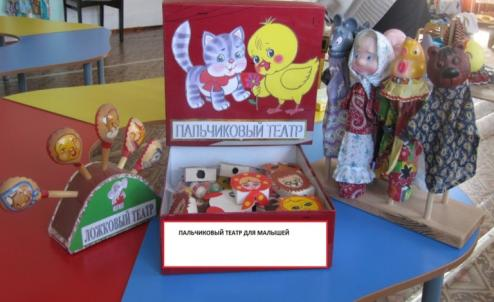 ПАЛЬЧИКОВЫЙ ТЕАТР
ЛОЖКОВЫЙ ТЕАТР
ПАЛЬЧИКОВЫЙ ТЕАТР ДЛЯ МАЛЫШЕЙ